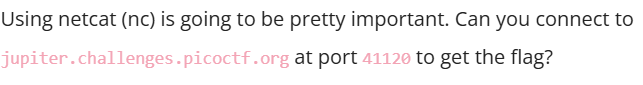 Using netcat (nc) is going to be pretty important. Can you connect to
jupiter.challenges.picoctf.org at port 41120 to get the flag?